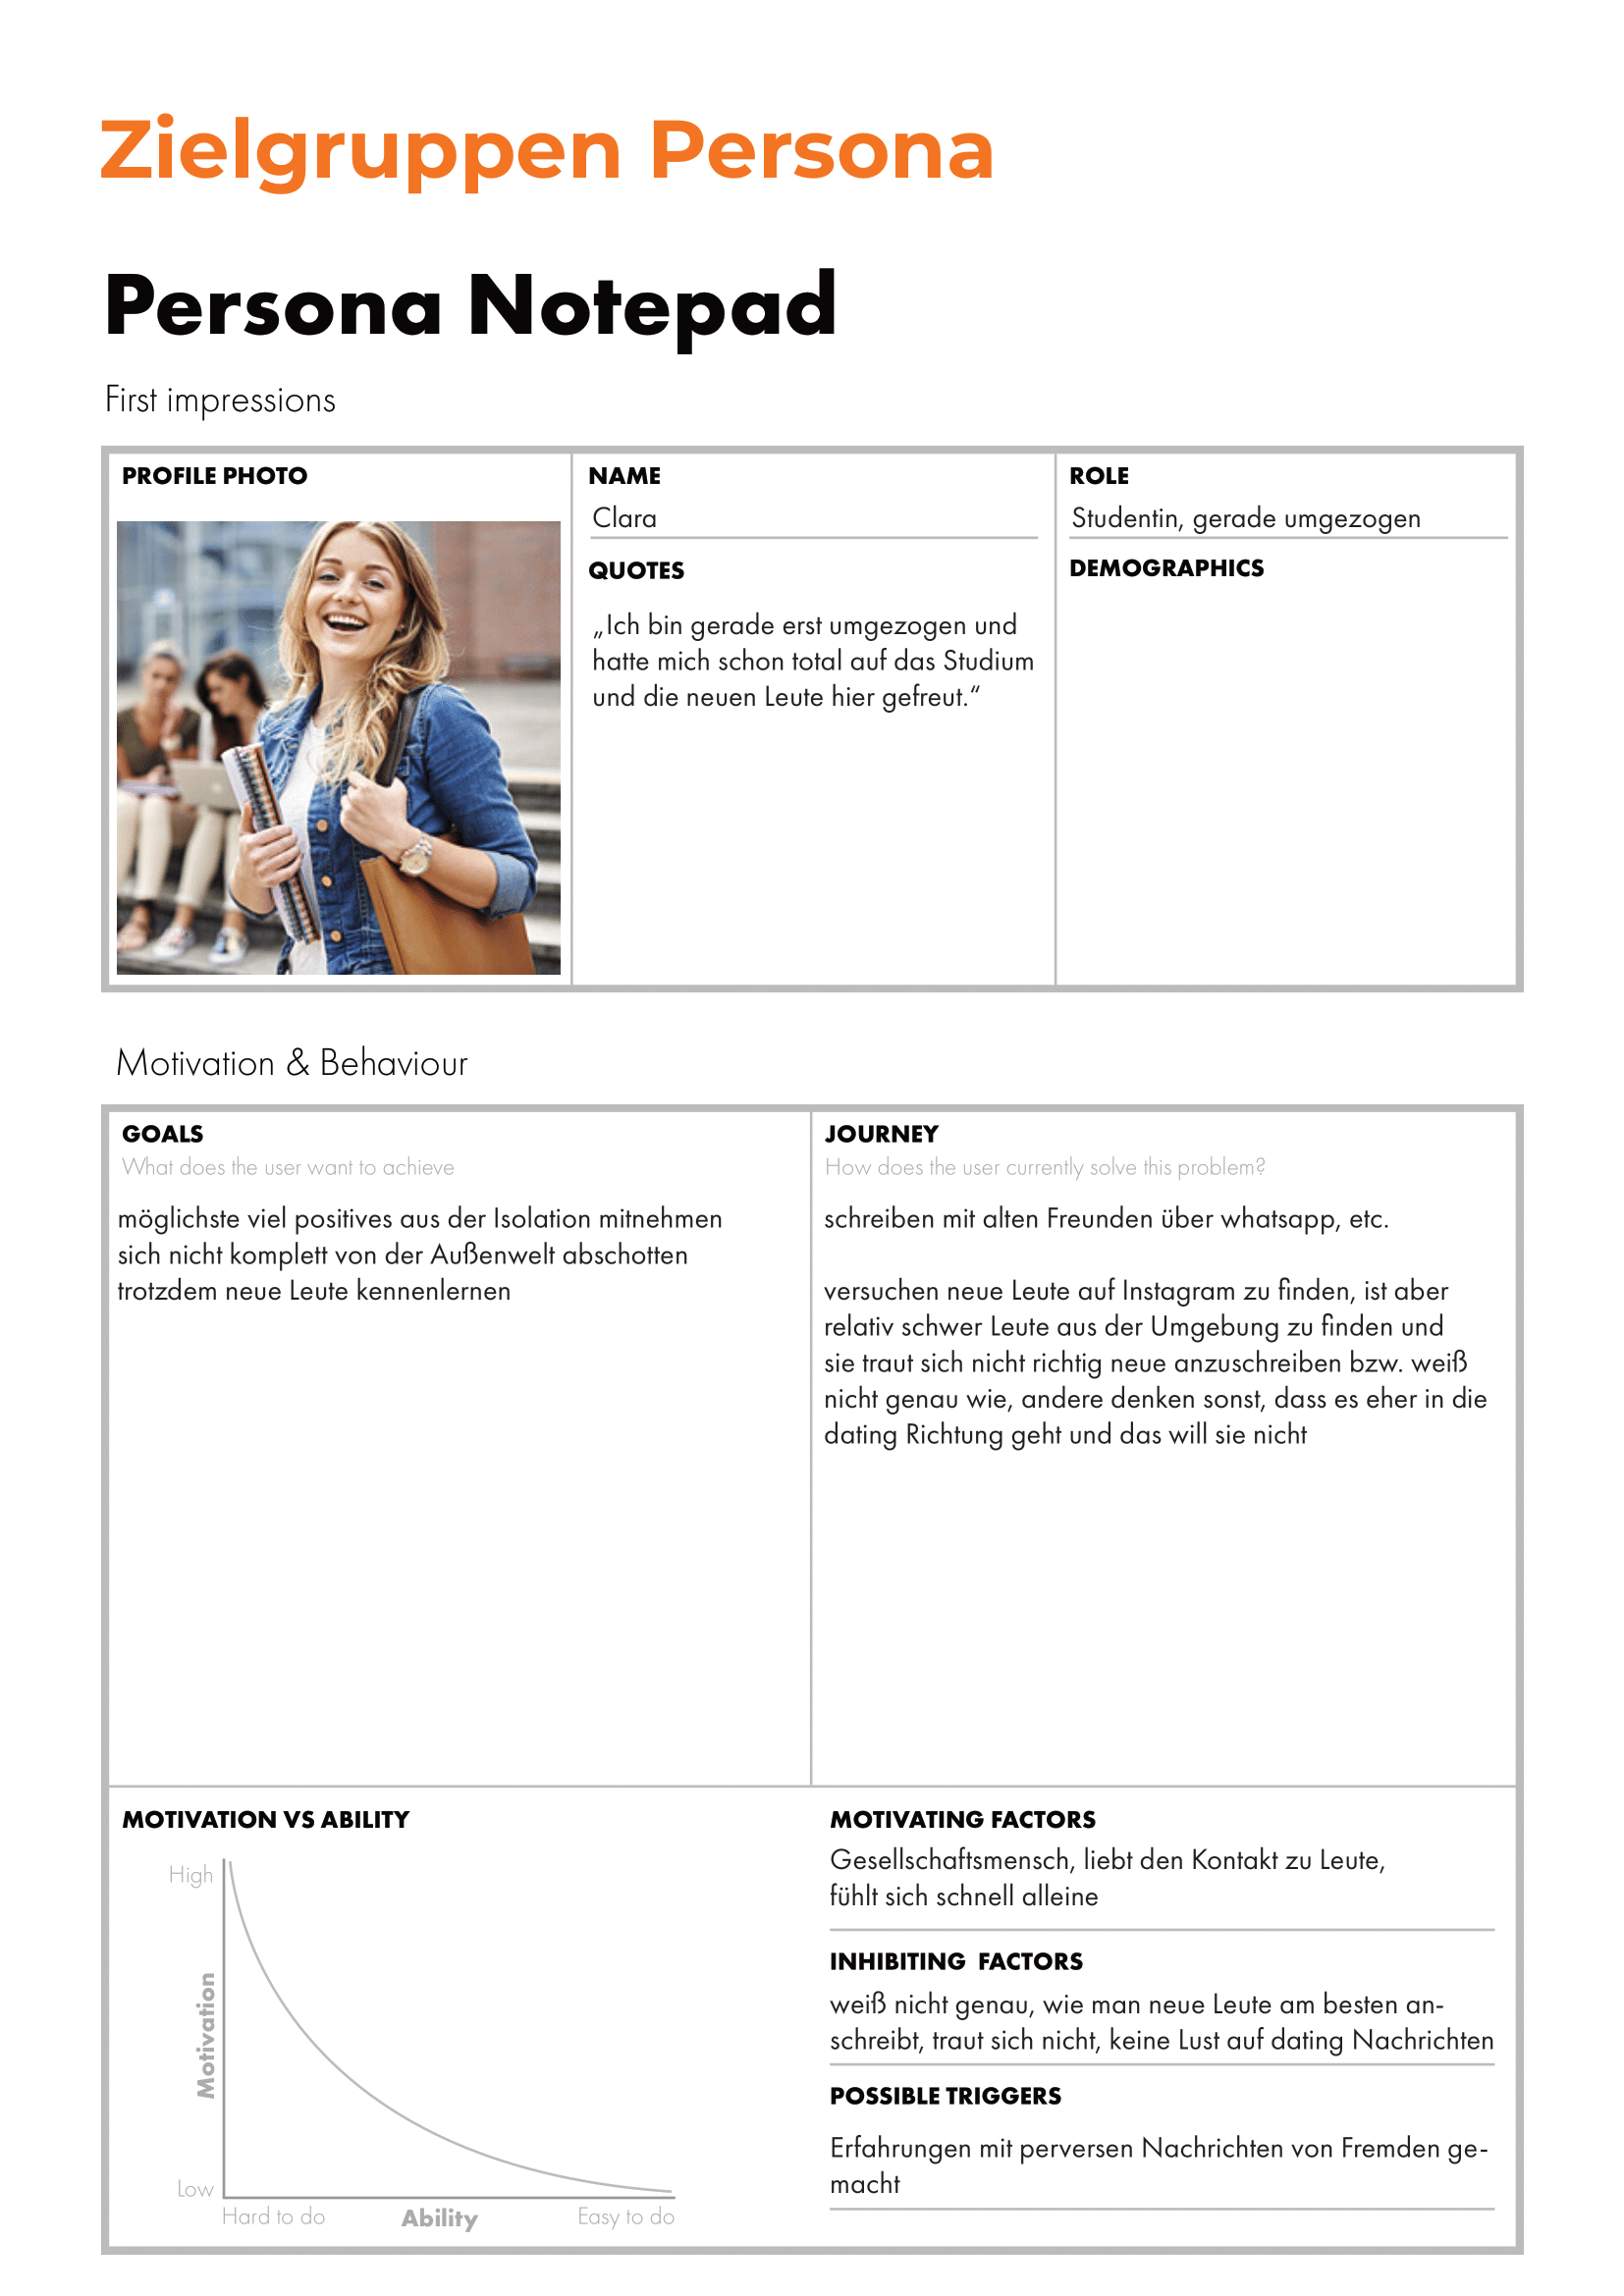 Zielgruppen Persona
Persona Notepad
First impressions
PROFILE PHOTO
NAME
Clara
QUOTES
„Ich bin gerade erst umgezogen und
hatte mich schon total auf das Studium
und die neuen Leute hier gefreut.“
ROLE
Studentin, gerade umgezogen
DEMOGRAPHICS
Motivation & Behaviour
GOALS
What does the user want to achieve
möglichste viel positives aus der Isolation mitnehmen
sich nicht komplett von der Außenwelt abschotten
trotzdem neue Leute kennenlernen
JOURNEY
How does the user currently solve this problem?
schreiben mit alten Freunden über whatsapp, etc.
versuchen neue Leute auf Instagram zu finden, ist aber
relativ schwer Leute aus der Umgebung zu finden und
sie traut sich nicht richtig neue anzuschreiben bzw. weiß
nicht genau wie, andere denken sonst, dass es eher in die
dating Richtung geht und das will sie nicht
MOTIVATION VS ABILITY
High
Motivation
Low
Hard to do
Ability
Easy to do
MOTIVATING FACTORS
Gesellschaftsmensch, liebt den Kontakt zu Leute,
fühlt sich schnell alleine
INHIBITING FACTORS
weiß nicht genau, wie man neue Leute am besten an-
schreibt, traut sich nicht, keine Lust auf dating Nachrichten
POSSIBLE TRIGGERS
Erfahrungen mit perversen Nachrichten von Fremden ge-
macht